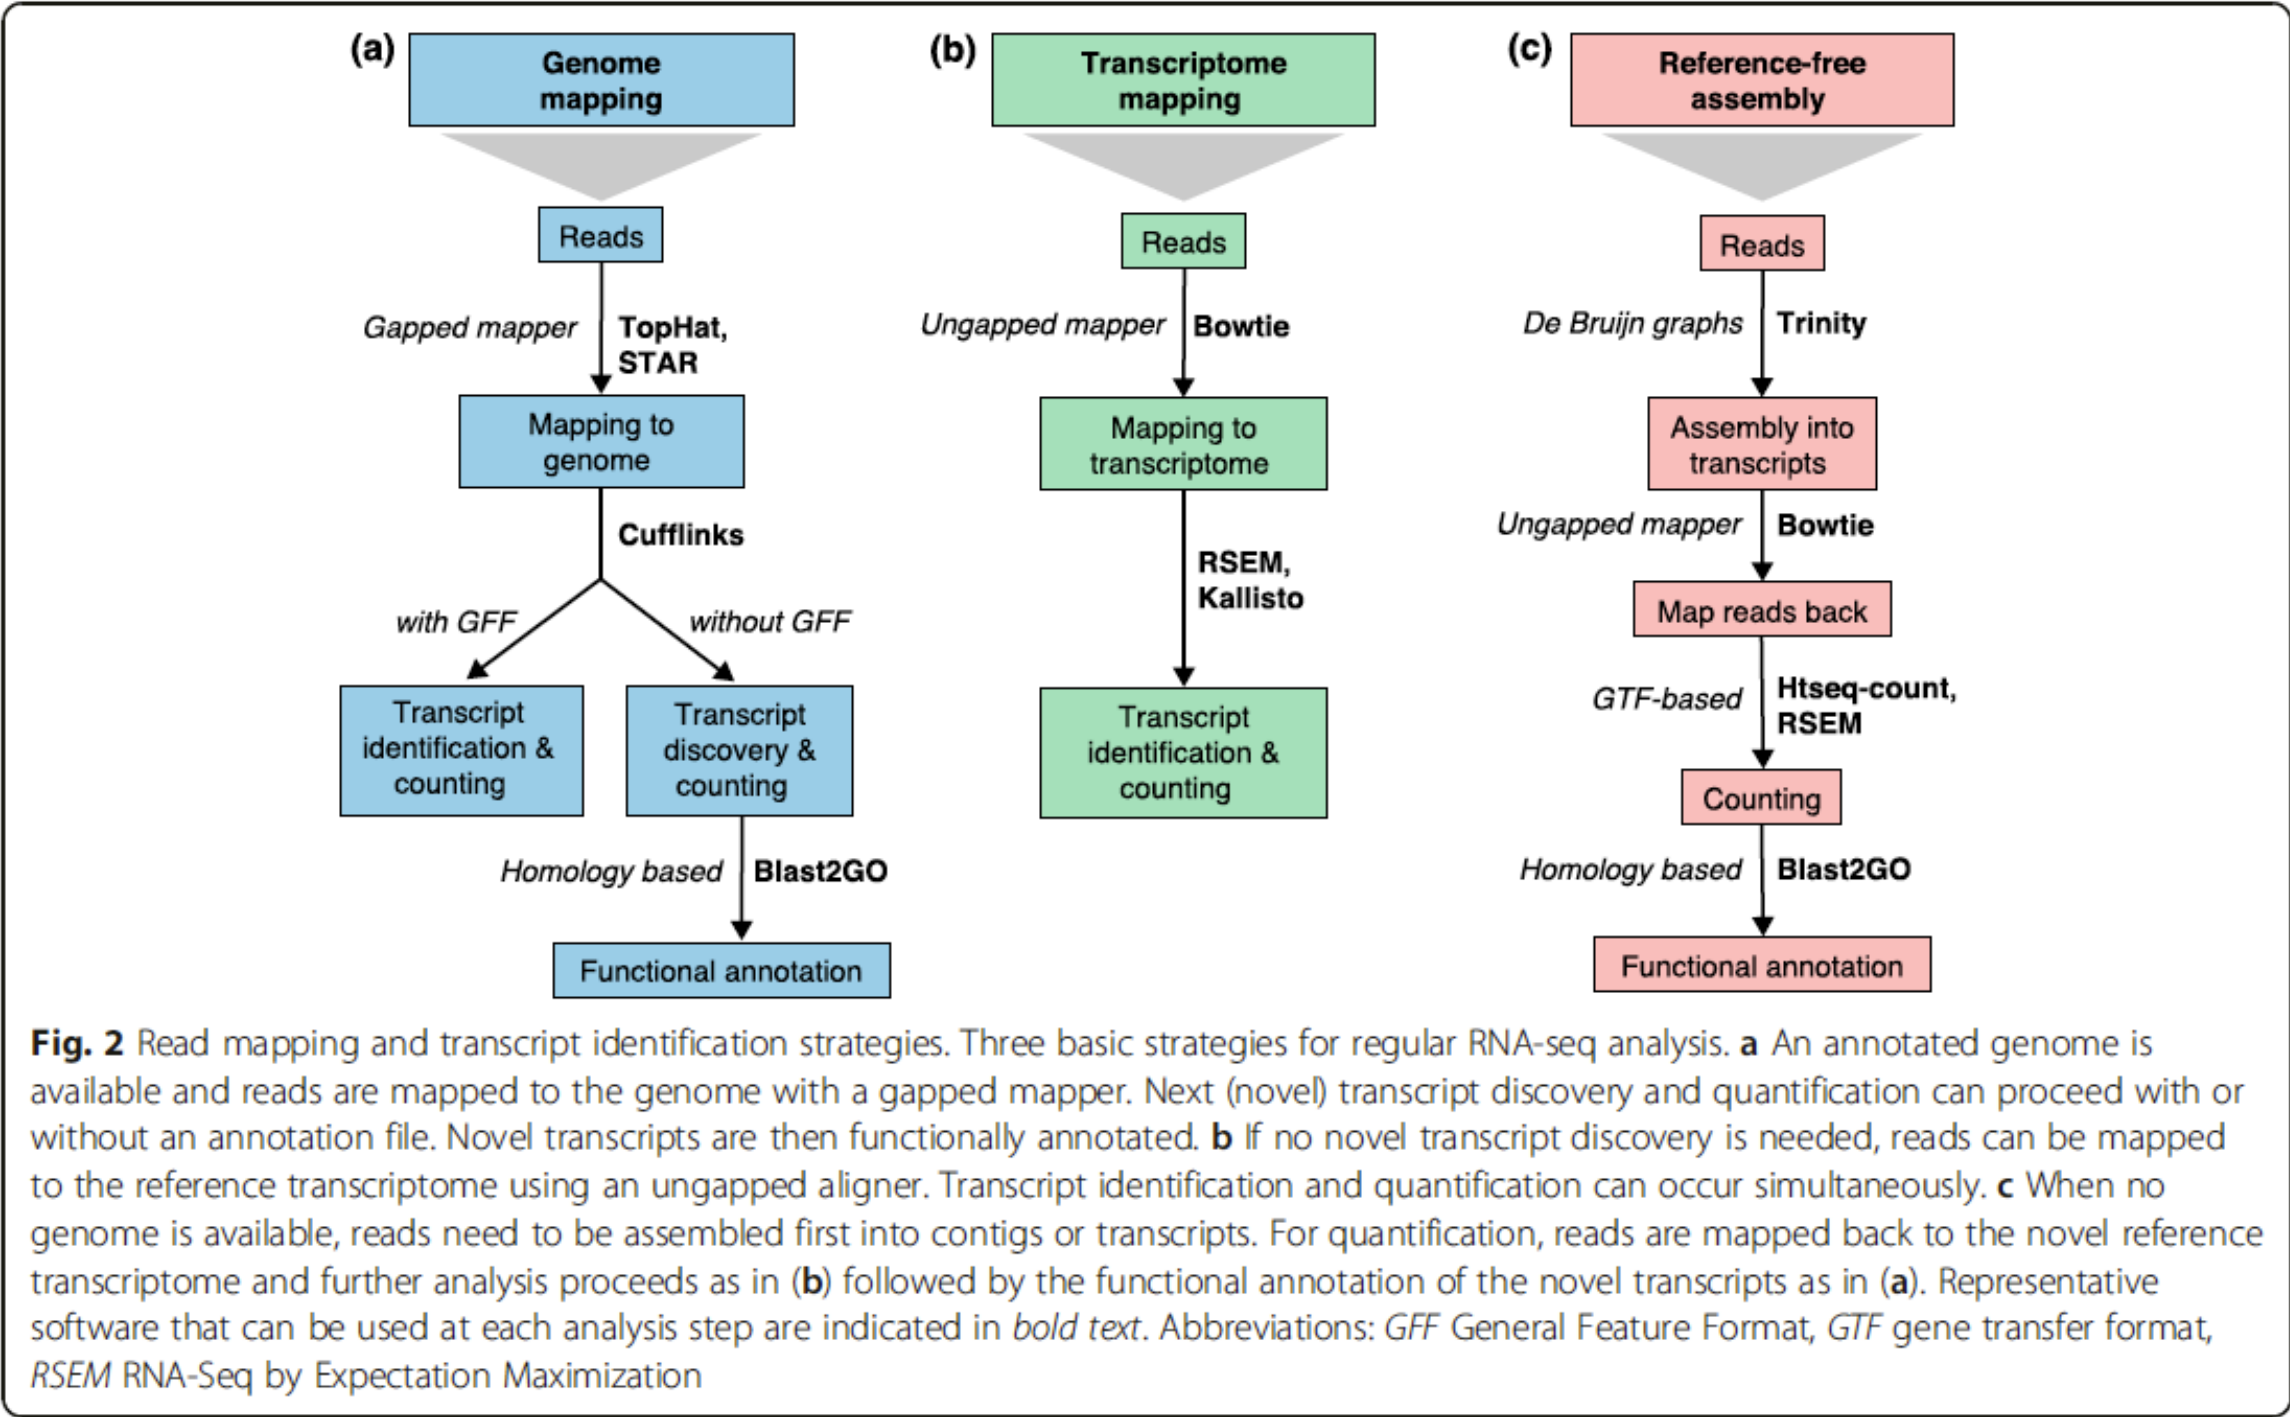 (a)
Genome
mapping
Reads
Gapped mapper
TopHat,
STAR
Mapping to
genome
Cufflinks
with GFF
without GFF
Transcript
identification &
counting
Transcript
discovery &
counting
Homology based
Blast2GO
Functional annotation
(b)
Transcriptome
mapping
Reads
Ungapped mapper
Bowtie
Mapping to
transcriptome
RSEM,
Kallisto
Transcript
identification &
counting
(c)
Reference-free
assembly
Reads
De Bruijn graphs
Trinity
Assembly into
transcripts
Ungapped mapper
Bowtie
Map reads back
GTF-based
Htseq-count,
RSEM
Counting
Homology based
Blast2GO
Functional annotation
Fig. 2 Read mapping and transcript identification strategies. Three basic strategies for regular RNA-seq analysis. a An annotated genome is
available and reads are mapped to the genome with a gapped mapper. Next (novel) transcript discovery and quantification can proceed with or
without an annotation file. Novel transcripts are then functionally annotated. b If no novel transcript discovery is needed, reads can be mapped
to the reference transcriptome using an ungapped aligner. Transcript identification and quantification can occur simultaneously. c When no
genome is available, reads need to be assembled first into contigs or transcripts. For quantification, reads are mapped back to the novel reference
transcriptome and further analysis proceeds as in (b) followed by the functional annotation of the novel transcripts as in (a). Representative
software that can be used at each analysis step are indicated in bold text. Abbreviations: GFF General Feature Format, GTF gene transfer format,
RSEM RNA-Seq by Expectation Maximization